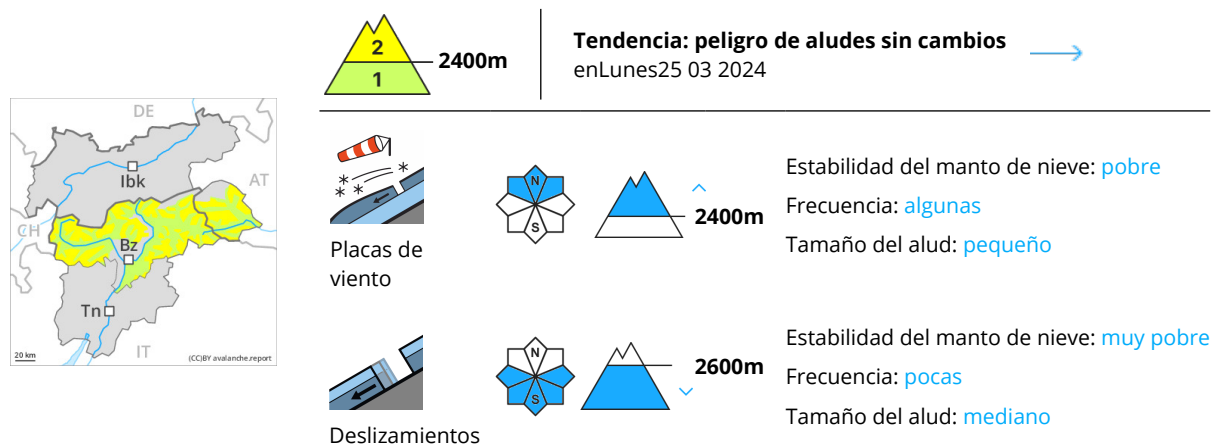 2
1
2400m
Tendencia: peligro de aludes sin cambios
enLunes25 03 2024
DE
Ibk
AT
CH
Bz
Tn
IT
20 km
(CC)BY avalanche.report
Placas de
viento
N
S
2400m
Estabilidad del manto de nieve: pobre
Frecuencia: algunas
Tamaño del alud: pequeño
Deslizamientos
N
S
2600m
Estabilidad del manto de nieve: muy pobre
Frecuencia: pocas
Tamaño del alud: mediano